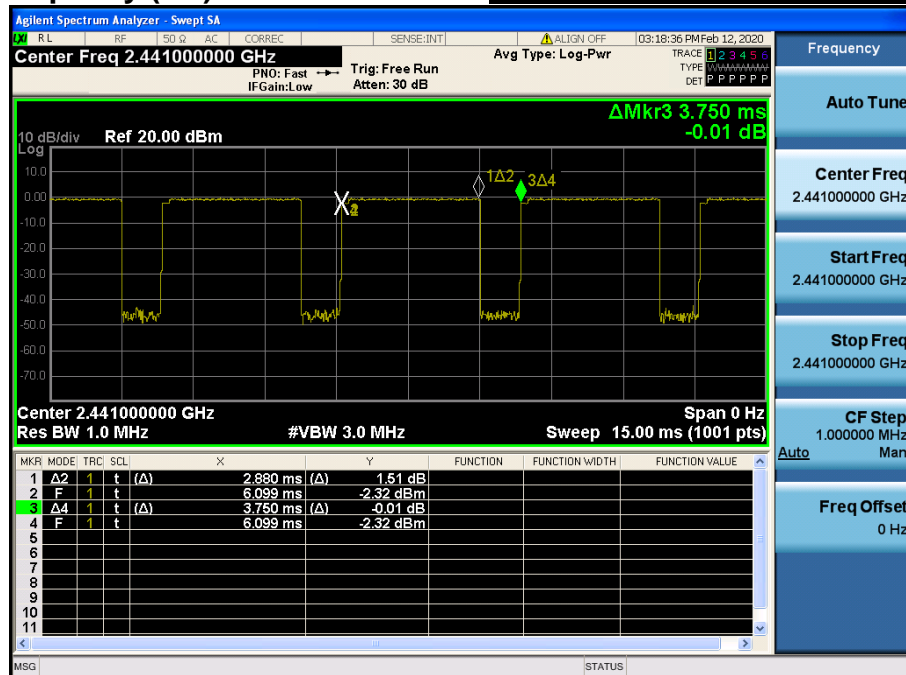 Agilent Spectrum Analyzer - Swept SA
LXI RL RF 50 Ω AC CORREC SENSE:INT ALIGN OFF 03:18:36 PM Feb 12, 2020
Center Freq 2.441000000 GHz
PNO: Fast
IFGain:Low
Trig: Free Run
Atten: 30 dB
Avg Type: Log-Pwr
TRACE 1 2 3 4 5 6
TYPE WWWWWW
DET P P P P P P
ΔMkr3 3.750 ms
-0.01 dB
10 dB/div Ref 20.00 dBm
Log
10.0
0.00
-10.0
-20.0
-30.0
-40.0
-50.0
-60.0
-70.0
1Δ2
3Δ4
X2
Center 2.441000000 GHz Span 0 Hz
Res BW 1.0 MHz #VBW 3.0 MHz Sweep 15.00 ms (1001 pts)
MKR MODE TRC SCL X Y FUNCTION FUNCTION WIDTH FUNCTION VALUE
1 Δ2 1 t (Δ) 2.880 ms (Δ) 1.51 dB
2 F 1 t 6.099 ms -2.32 dBm
3 Δ4 1 t (Δ) 3.750 ms (Δ) -0.01 dB
4 F 1 t 6.099 ms -2.32 dBm
5
6
7
8
9
10
11
MSG STATUS
Frequency
Auto Tune
Center Freq
2.441000000 GHz
Start Freq
2.441000000 GHz
Stop Freq
2.441000000 GHz
CF Step
1.000000 MHz
Auto Man
Freq Offset
0 Hz